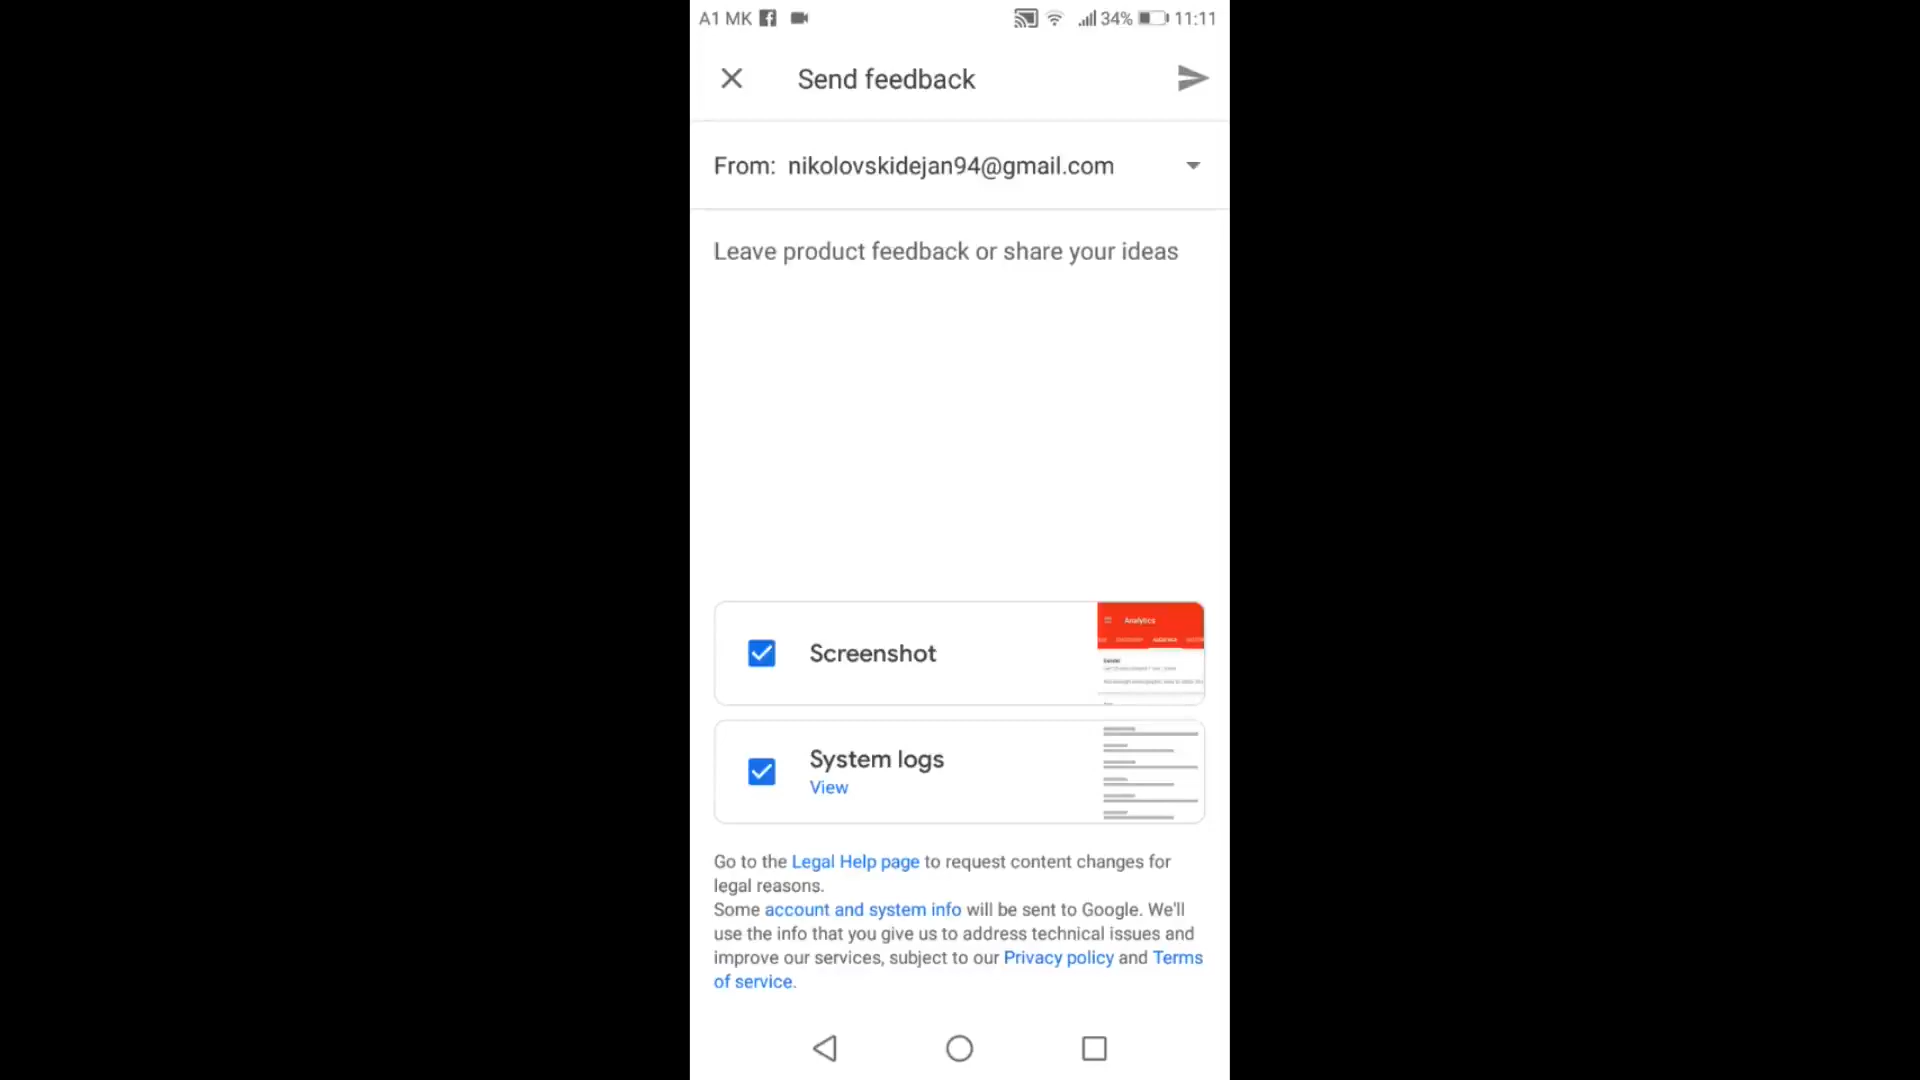 A1 MK 34% 11:11
Send feedback
From: nikolovskidejan94@gmail.com
Leave product feedback or share your ideas
Screenshot
Analytics
System logs
View
Go to the Legal Help page to request content changes for
legal reasons.
Some account and system info will be sent to Google. We'll
use the info that you give us to address technical issues and
improve our services, subject to our Privacy policy and Terms
of service.